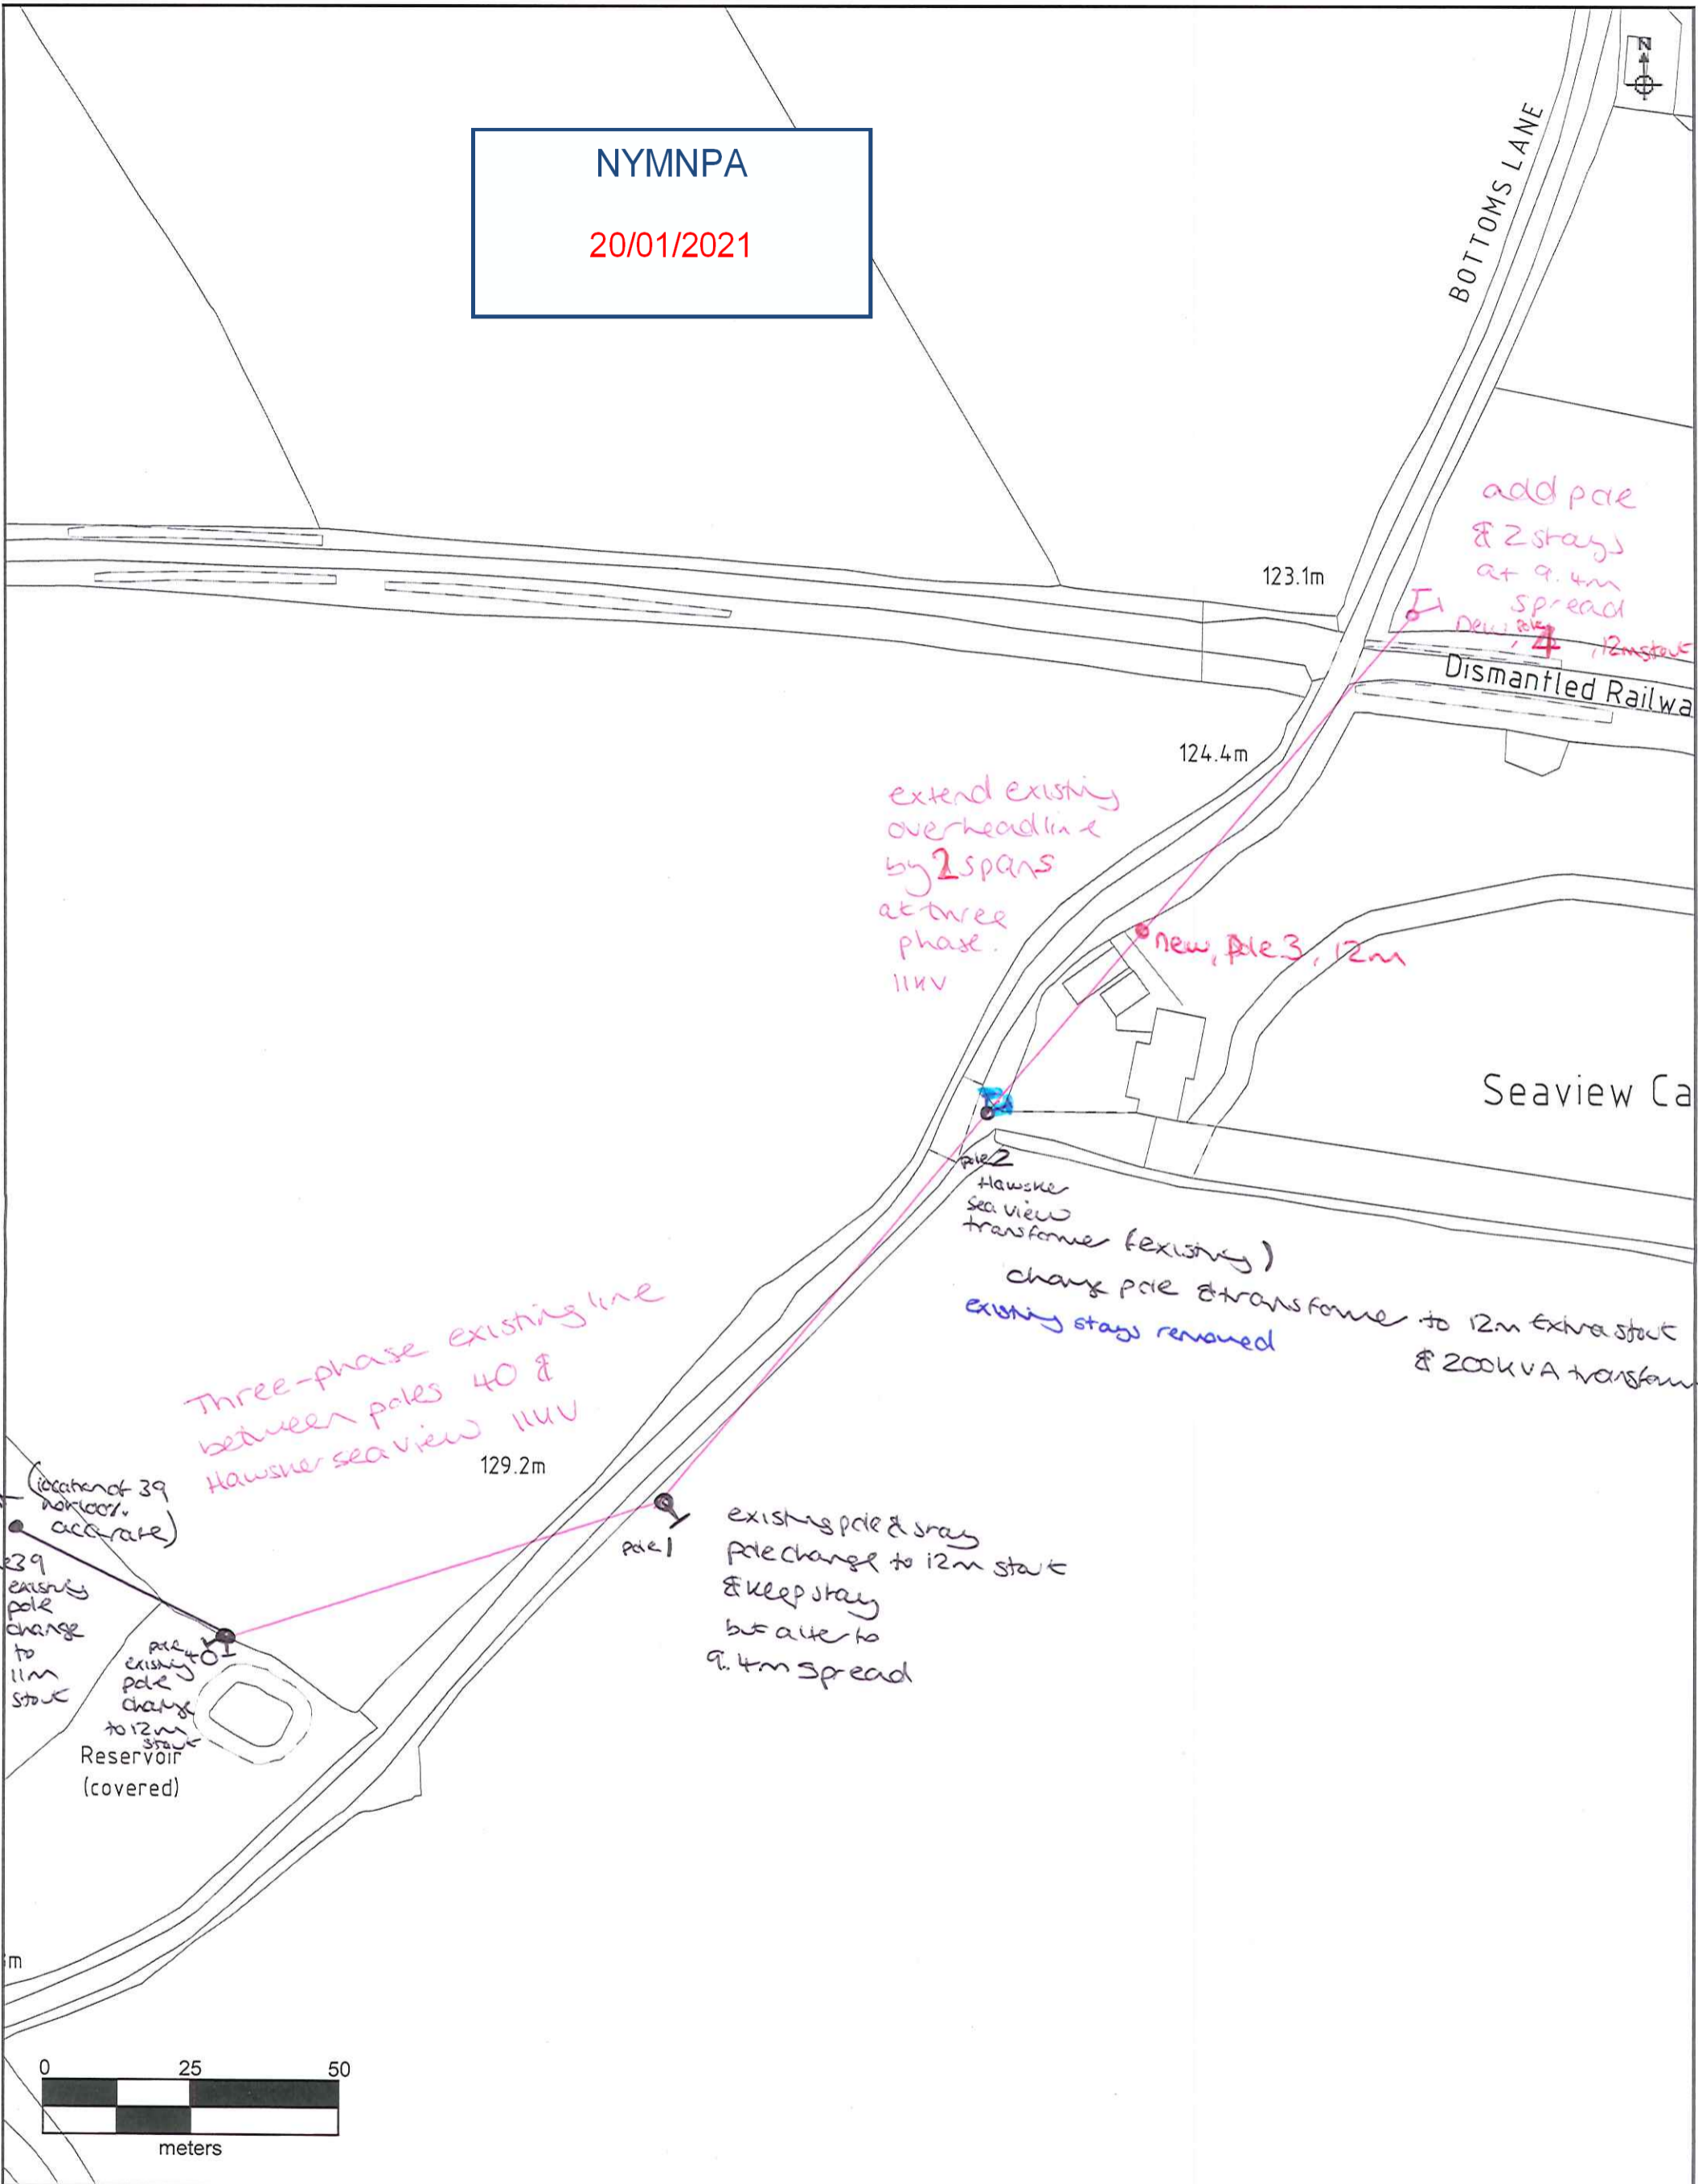 N
NYMNPA
20/01/2021
BOTTOMS LANE
add pole
& 2 stays
at 9.4m
spread
new, pole
4, 12m stout
123.1m
Dismantled Railwa
124.4m
extend existing
overhead line
by 2 spans
at three
phase.
11kV
new, Pole 3, 12m
Seaview Ca
pole 2
Hawsker
sea view
transformer (existing)
change pole & transformer to 12m Extra stout
& 200kVA transform
existing stays removed
Three-phase existing line
between poles 40 &
Hawsker sea view 11kV
129.2m
(location of 39
not 100%
accurate)
pole 1
existing pole & stay
pole change to 12m stout
& keep stay
but alter to
9.4m spread
e39
existing
pole
change
to
11m
stout
pole 40
existing
pole
change
to 12m
stout
Reservoir
(covered)
m
0 25 50
meters